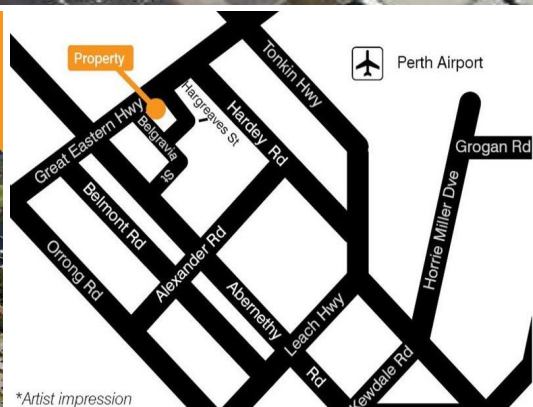 Property
Tonkin Hwy
Perth Airport
Great Eastern Hwy
Hargreaves St
Hardey Rd
Belgravia
St
Grogan Rd
Belmont Rd
Orrong Rd
Alexander Rd
Horrie Miller Dve
Abernethy
Rd
Leach Hwy
Kewdale Rd
*Artist impression